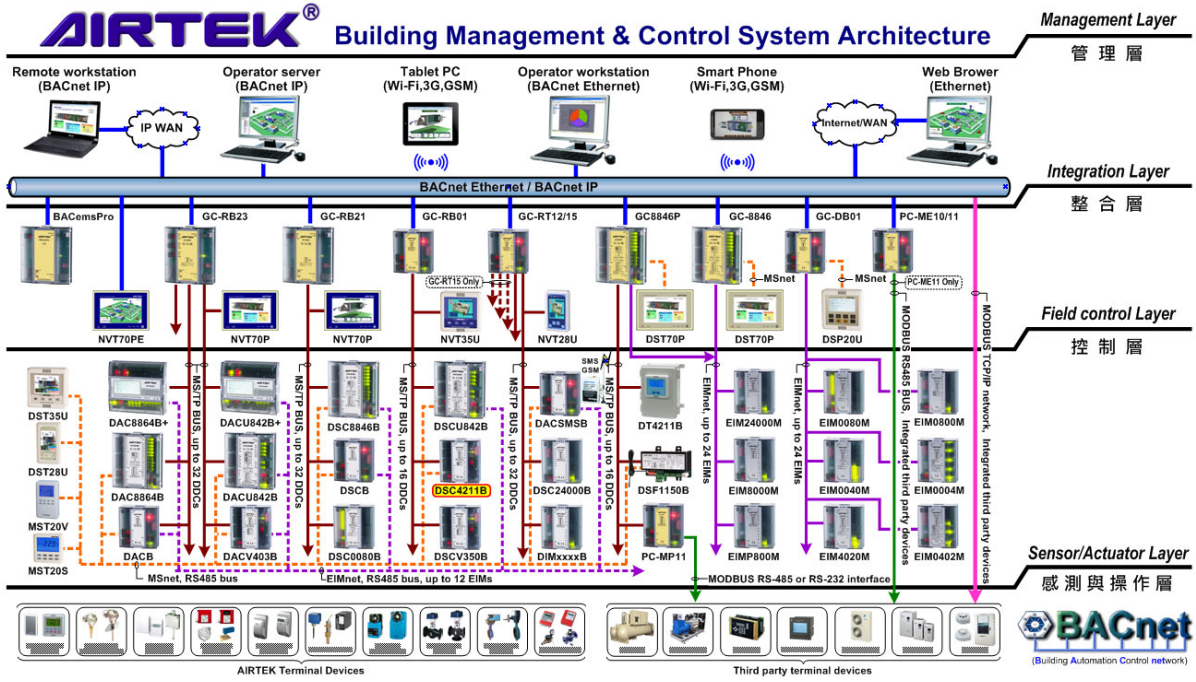 AIRTEK®
Building Management & Control System Architecture
Management Layer
管理層
Remote workstation
(BACnet IP)
Operator server
(BACnet IP)
Tablet PC
(Wi-Fi,3G,GSM)
Operator workstation
(BACnet Ethernet)
Smart Phone
(Wi-Fi,3G,GSM)
Web Brower
(Ethernet)
IP WAN
Internet/WAN
BACnet Ethernet / BACnet IP
Integration Layer
整合層
BACemsPro
GC-RB23
GC-RB21
GC-RB01
GC-RT12/15
GC8846P
GC-8846
GC-DB01
PC-ME10/11
GC-RT15 Only
MSnet
MSnet
PC-ME11 Only
NVT70PE
NVT70P
NVT70P
NVT35U
NVT28U
DST70P
DST70P
DSP20U
Field control Layer
控制層
SMS
GSM
MS/TP BUS, up to 32 DDCs
MS/TP BUS, up to 32 DDCs
MS/TP BUS, up to 16 DDCs
MS/TP BUS, up to 32 DDCs
MS/TP BUS, up to 16 DDCs
EIMnet, up to 24 EIMs
EIMnet, up to 24 EIMs
MODBUS RS485 BUS, Integrated third party devices
MODBUS TCP/IP network, Integrated third party devices
DST35U
DAC8864B+
DACU842B+
DSC8846B
DSCU842B
DACSMSB
DT4211B
EIM24000M
EIM0080M
EIM0800M
DST28U
DAC8864B
DACU842B
DSCB
DSC4211B
DSC24000B
DSF1150B
EIM8000M
EIM0040M
EIM0004M
MST20V
MST20S
DACB
DACV403B
DSC0080B
DSCV350B
DIMxxxxB
PC-MP11
EIMP800M
EIM4020M
EIM0402M
MSnet, RS485 bus
EIMnet, RS485 bus, up to 12 EIMs
MODBUS RS-485 or RS-232 interface
Sensor/Actuator Layer
感測與操作層
AIRTEK Terminal Devices
Third party terminal devices
BACnet
(Building Automation Control network)